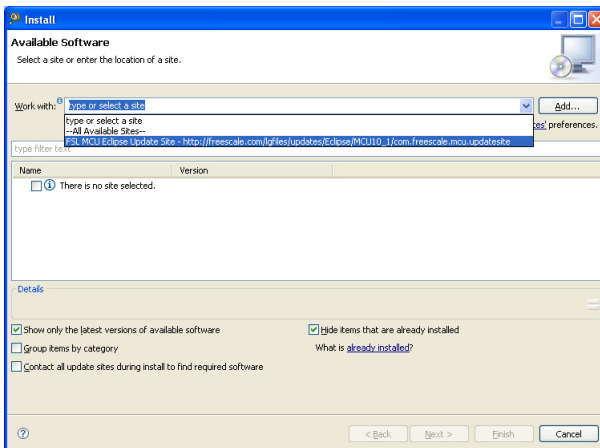 Install
Available Software
Select a site or enter the location of a site.
Work with: type or select a site Add...
type or select a site
--All Available Sites--
FSL MCU Eclipse Update Site - http://freescale.com/lgfiles/updates/Eclipse/MCU10_1/com.freescale.mcu.updatesite
tes' preferences.
type filter text
Name Version
There is no site selected.
Details
Show only the latest versions of available software
Hide items that are already installed
Group items by category
What is already installed?
Contact all update sites during install to find required software
< Back Next > Finish Cancel